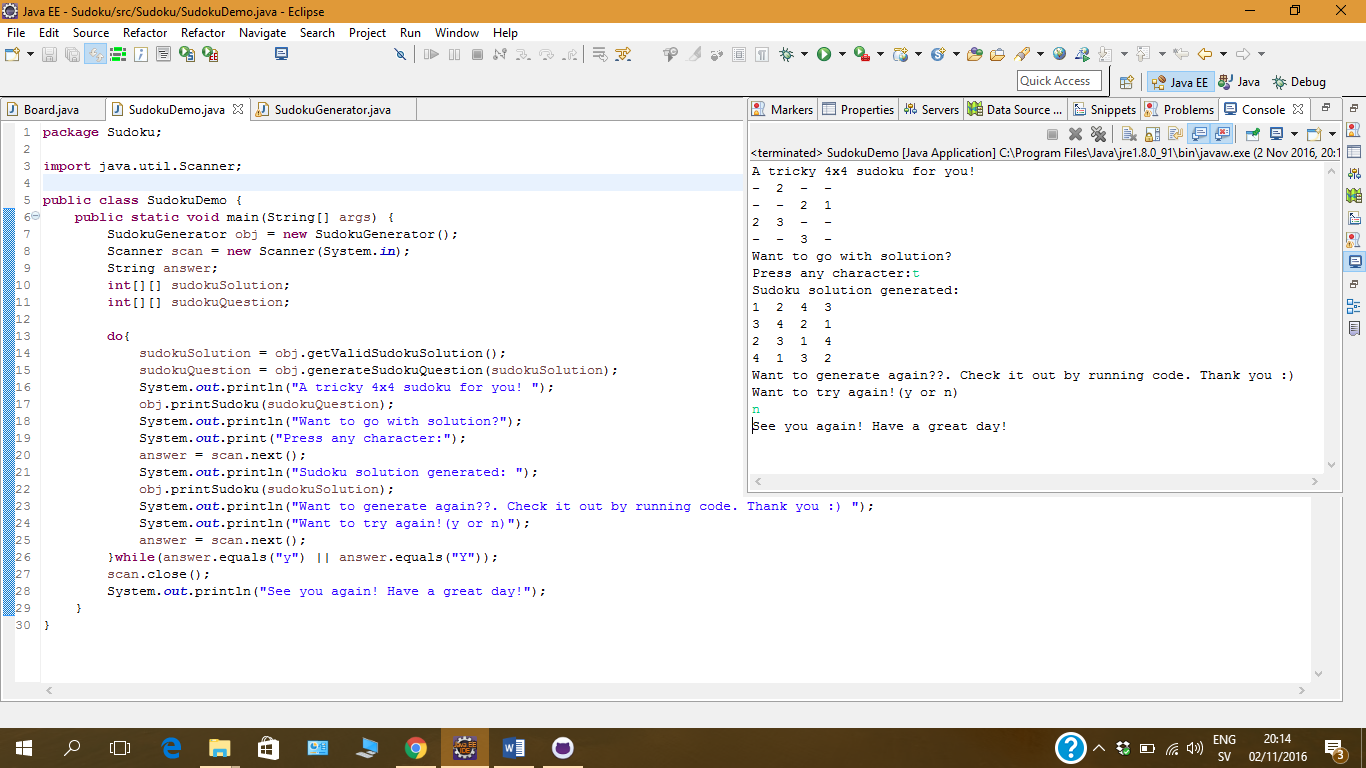 Java EE - Sudoku/src/Sudoku/SudokuDemo.java - Eclipse
File Edit Source Refactor Refactor Navigate Search Project Run Window Help
Quick Access
Java EE Java Debug
Board.java SudokuDemo.java SudokuGenerator.java
1 package Sudoku;
2
3 import java.util.Scanner;
4
5 public class SudokuDemo {
6 public static void main(String[] args) {
7 SudokuGenerator obj = new SudokuGenerator();
8 Scanner scan = new Scanner(System.in);
9 String answer;
10 int[][] sudokuSolution;
11 int[][] sudokuQuestion;
12
13 do{
14 sudokuSolution = obj.getValidSudokuSolution();
15 sudokuQuestion = obj.generateSudokuQuestion(sudokuSolution);
16 System.out.println("A tricky 4x4 sudoku for you! ");
17 obj.printSudoku(sudokuQuestion);
18 System.out.println("Want to go with solution?");
19 System.out.print("Press any character:");
20 answer = scan.next();
21 System.out.println("Sudoku solution generated: ");
22 obj.printSudoku(sudokuSolution);
23 System.out.println("Want to generate again??. Check it out by running code. Thank you :) ");
24 System.out.println("Want to try again!(y or n)");
25 answer = scan.next();
26 }while(answer.equals("y") || answer.equals("Y"));
27 scan.close();
28 System.out.println("See you again! Have a great day!");
29 }
30 }
Markers Properties Servers Data Source ... Snippets Problems Console
<terminated> SudokuDemo [Java Application] C:\Program Files\Java\jre1.8.0_91\bin\javaw.exe (2 Nov 2016, 20:1
A tricky 4x4 sudoku for you!
- 2 - -
- - 2 1
2 3 - -
- - 3 -
Want to go with solution?
Press any character:t
Sudoku solution generated:
1 2 4 3
3 4 2 1
2 3 1 4
4 1 3 2
Want to generate again??. Check it out by running code. Thank you :)
Want to try again!(y or n)
n
See you again! Have a great day!
ENG 20:14
SV 02/11/2016 3